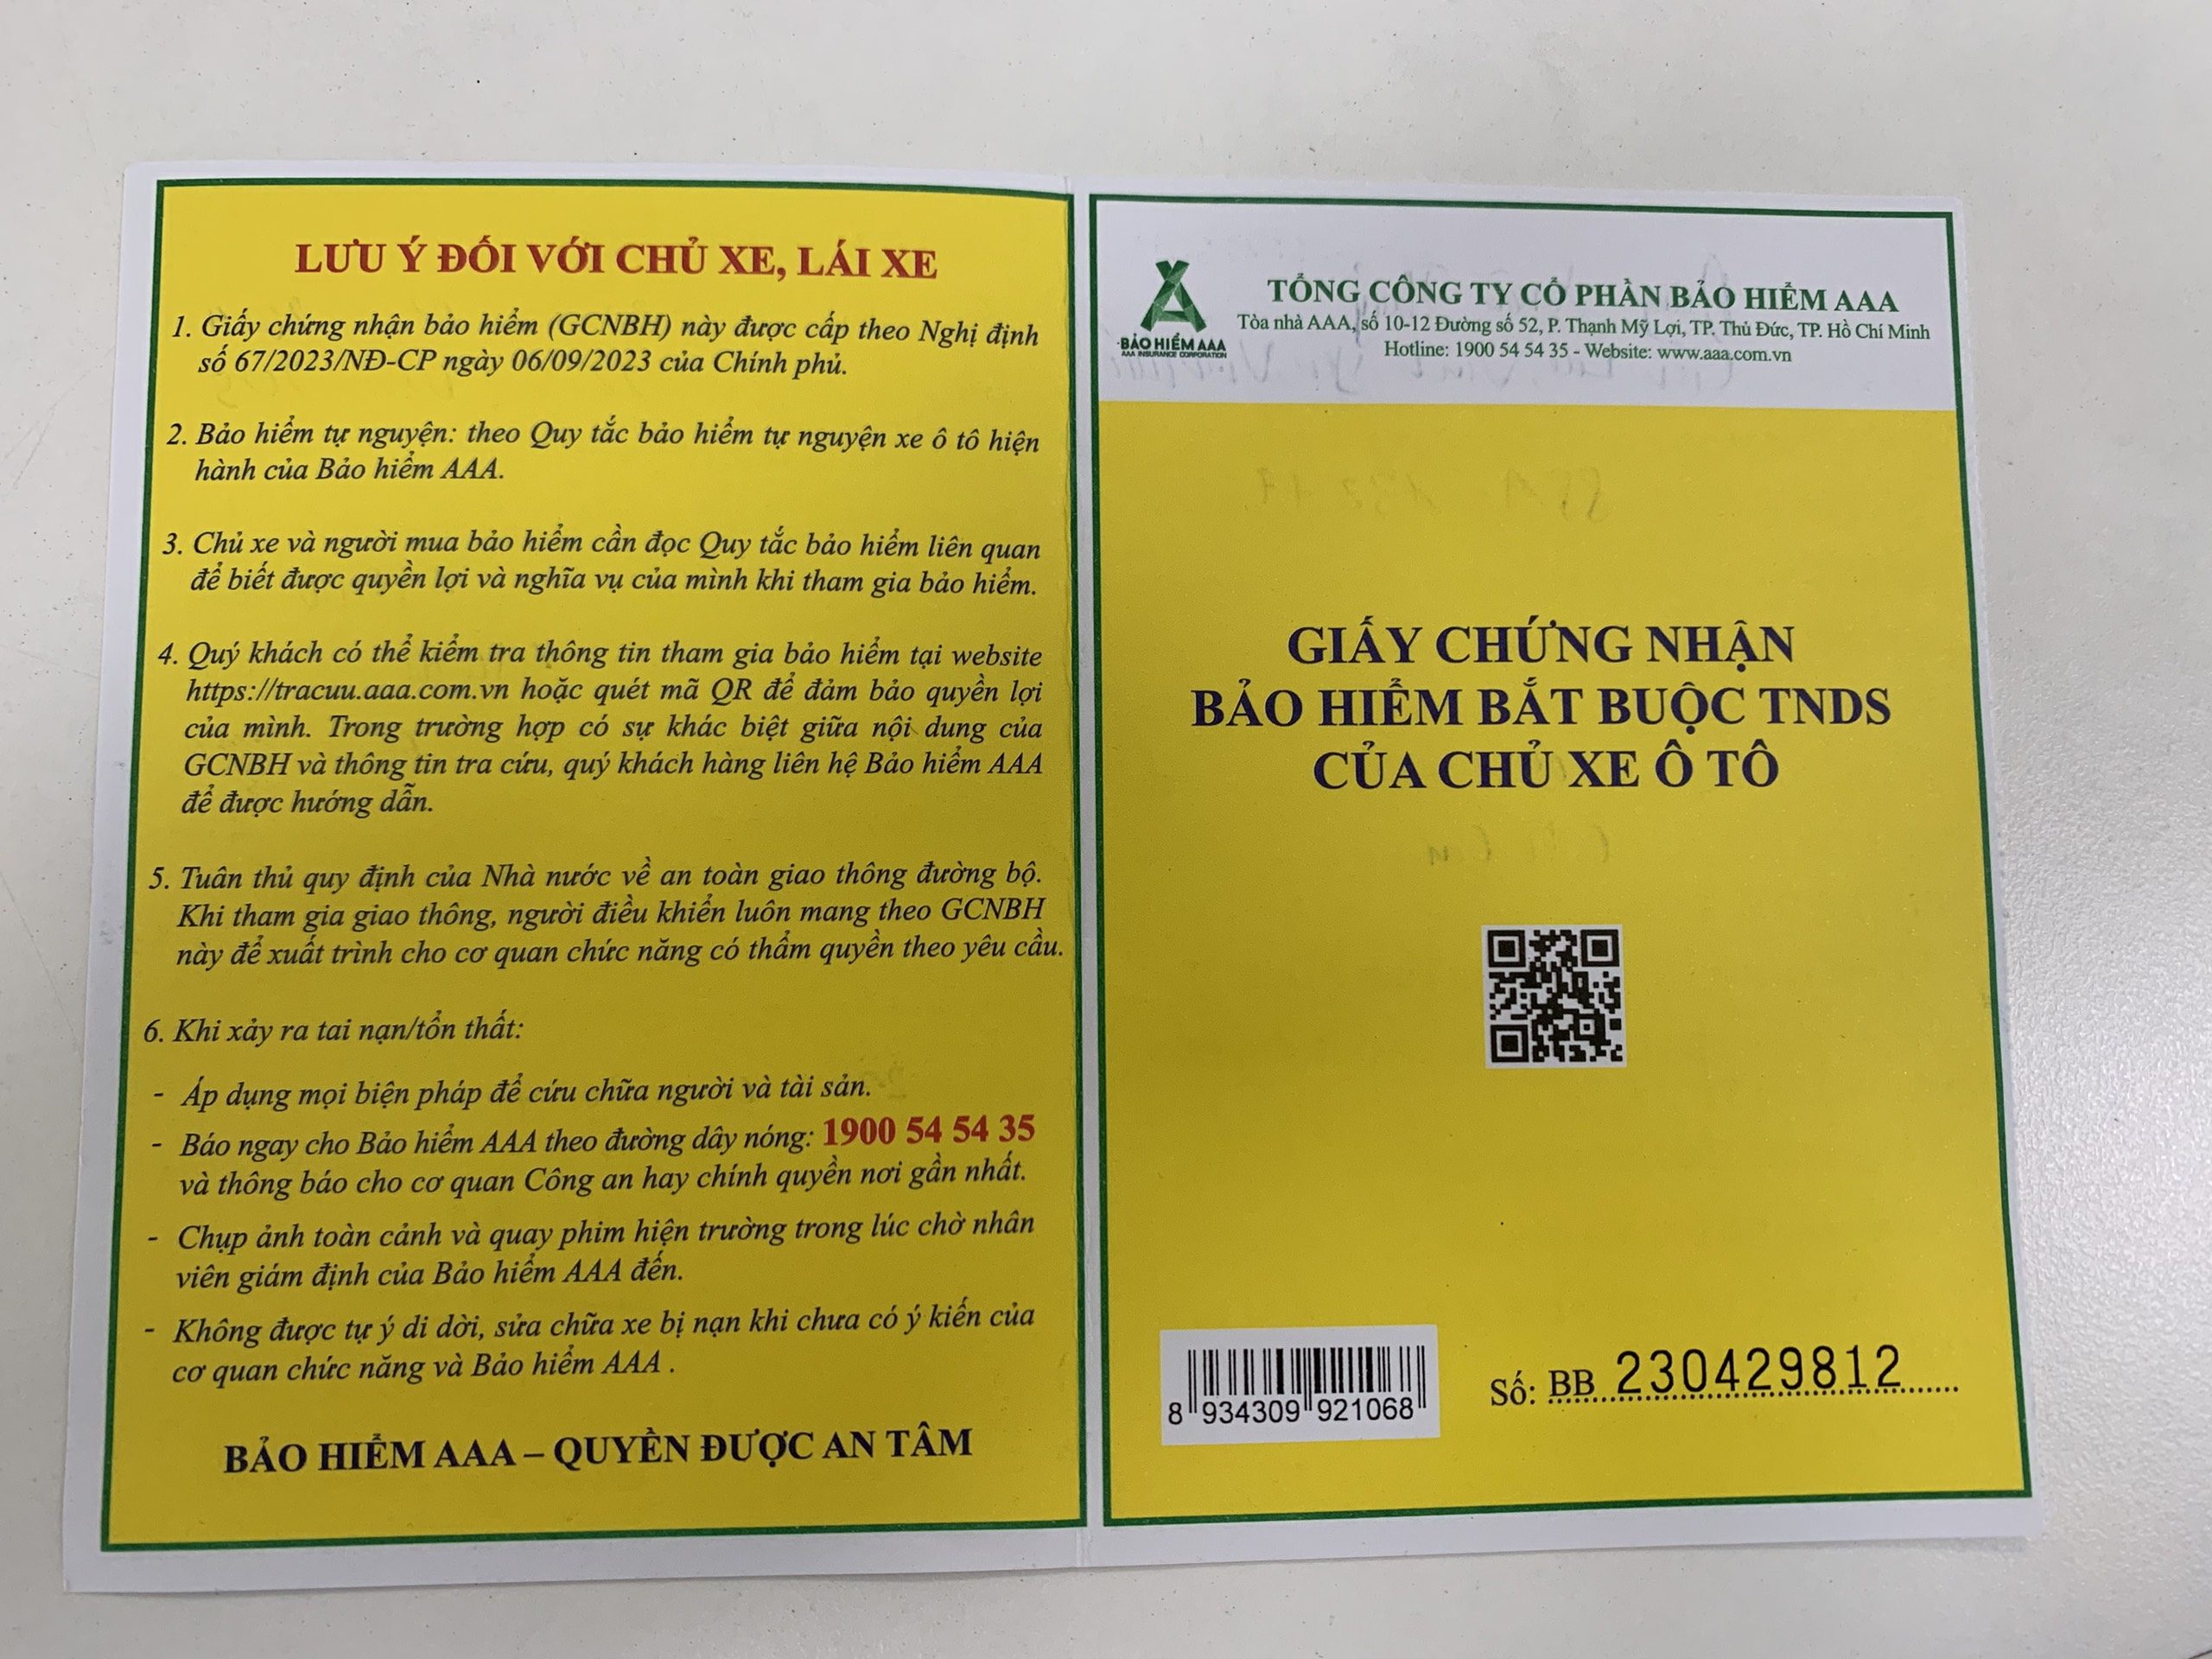 LƯU Ý ĐỐI VỚI CHỦ XE, LÁI XE
1. Giấy chứng nhận bảo hiểm (GCNBH) này được cấp theo Nghị định
số 67/2023/NĐ-CP ngày 06/09/2023 của Chính phủ.
2. Bảo hiểm tự nguyện: theo Quy tắc bảo hiểm tự nguyện xe ô tô hiện
hành của Bảo hiểm AAA.
3. Chủ xe và người mua bảo hiểm cần đọc Quy tắc bảo hiểm liên quan
để biết được quyền lợi và nghĩa vụ của mình khi tham gia bảo hiểm.
4. Quý khách có thể kiểm tra thông tin tham gia bảo hiểm tại website
https://tracuu.aaa.com.vn hoặc quét mã QR để đảm bảo quyền lợi
của mình. Trong trường hợp có sự khác biệt giữa nội dung của
GCNBH và thông tin tra cứu, quý khách hàng liên hệ Bảo hiểm AAA
để được hướng dẫn.
5. Tuân thủ quy định của Nhà nước về an toàn giao thông đường bộ.
Khi tham gia giao thông, người điều khiển luôn mang theo GCNBH
này để xuất trình cho cơ quan chức năng có thẩm quyền theo yêu cầu.
6. Khi xảy ra tai nạn/tổn thất:
- Áp dụng mọi biện pháp để cứu chữa người và tài sản.
- Báo ngay cho Bảo hiểm AAA theo đường dây nóng: 1900 54 54 35
và thông báo cho cơ quan Công an hay chính quyền nơi gần nhất.
- Chụp ảnh toàn cảnh và quay phim hiện trường trong lúc chờ nhân
viên giám định của Bảo hiểm AAA đến.
- Không được tự ý di dời, sửa chữa xe bị nạn khi chưa có ý kiến của
cơ quan chức năng và Bảo hiểm AAA .
BẢO HIỂM AAA – QUYỀN ĐƯỢC AN TÂM
BẢO HIỂM AAA
AAA INSURANCE CORPORATION
TỔNG CÔNG TY CỔ PHẦN BẢO HIỂM AAA
Tòa nhà AAA, số 10-12 Đường số 52, P. Thạnh Mỹ Lợi, TP. Thủ Đức, TP. Hồ Chí Minh
Hotline: 1900 54 54 35 - Website: www.aaa.com.vn
GIẤY CHỨNG NHẬN
BẢO HIỂM BẮT BUỘC TNDS
CỦA CHỦ XE Ô TÔ
8 934309 921068
Số: BB 230429812